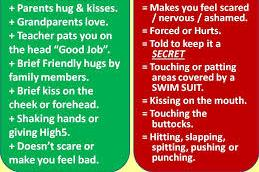 + Parents hug & kisses.
+ Grandparents love.
+ Teacher pats you on
the head “Good Job”.
+ Brief Friendly hugs by
family members.
+ Brief kiss on the
cheek or forehead.
+ Shaking hands or
giving High5.
+ Doesn’t scare or
make you feel bad.
= Makes you feel scared
/ nervous / ashamed.
= Forced or Hurts.
= Told to keep it a
SECRET
= Touching or patting
areas covered by a
SWIM SUIT.
= Kissing on the mouth.
= Touching the
buttocks.
= Hitting, slapping,
spitting, pushing or
punching.